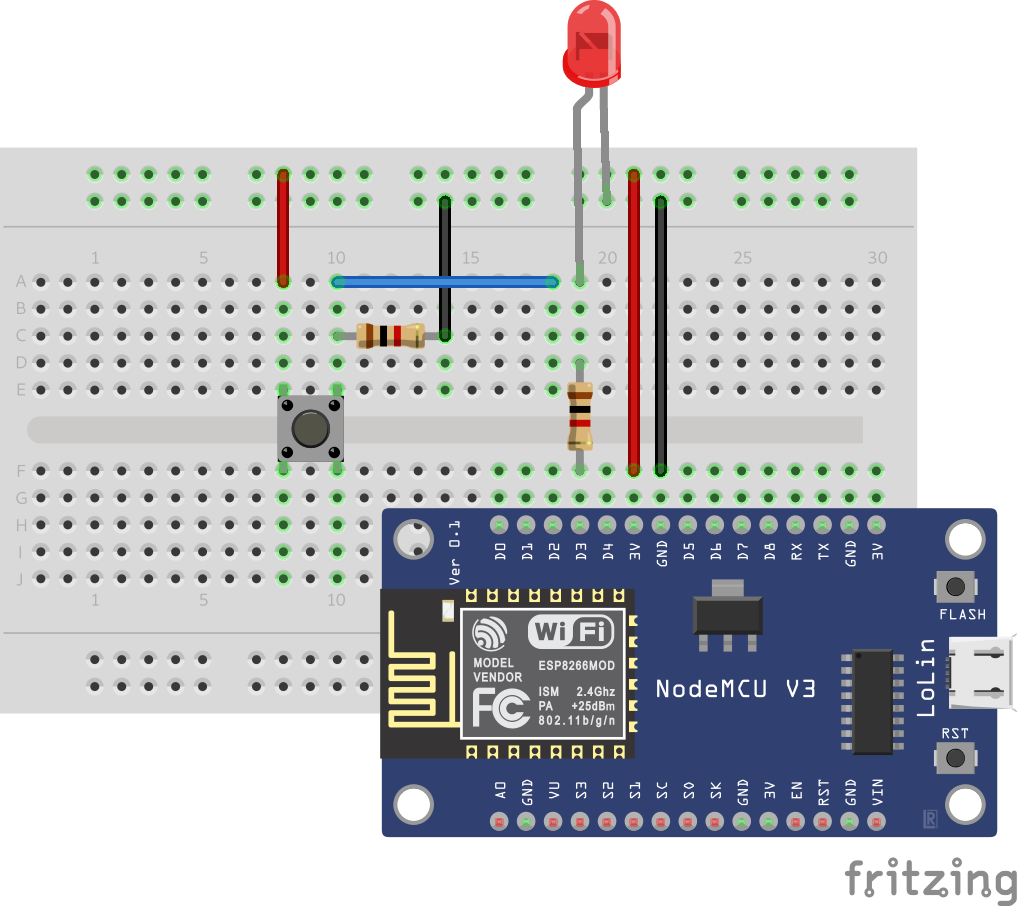 1 5 10 15 20 25 30
A
B
C
D
E
F
G
H
I
J
1 5 10
D0 D1 D2 D3 D4 3V GND D5 D6 D7 D8 RX TX GND 3V
Ver 0.1
FLASH
WiFi
MODEL
VENDOR
ESP8266MOD
FC
ISM 2.4Ghz
PA +25dBm
802.11b/g/n
NodeMCU V3
LoLin
RST
A0 GND VU S3 S2 S1 SC S0 SK GND 3V EN RST GND VIN
R
fritzing